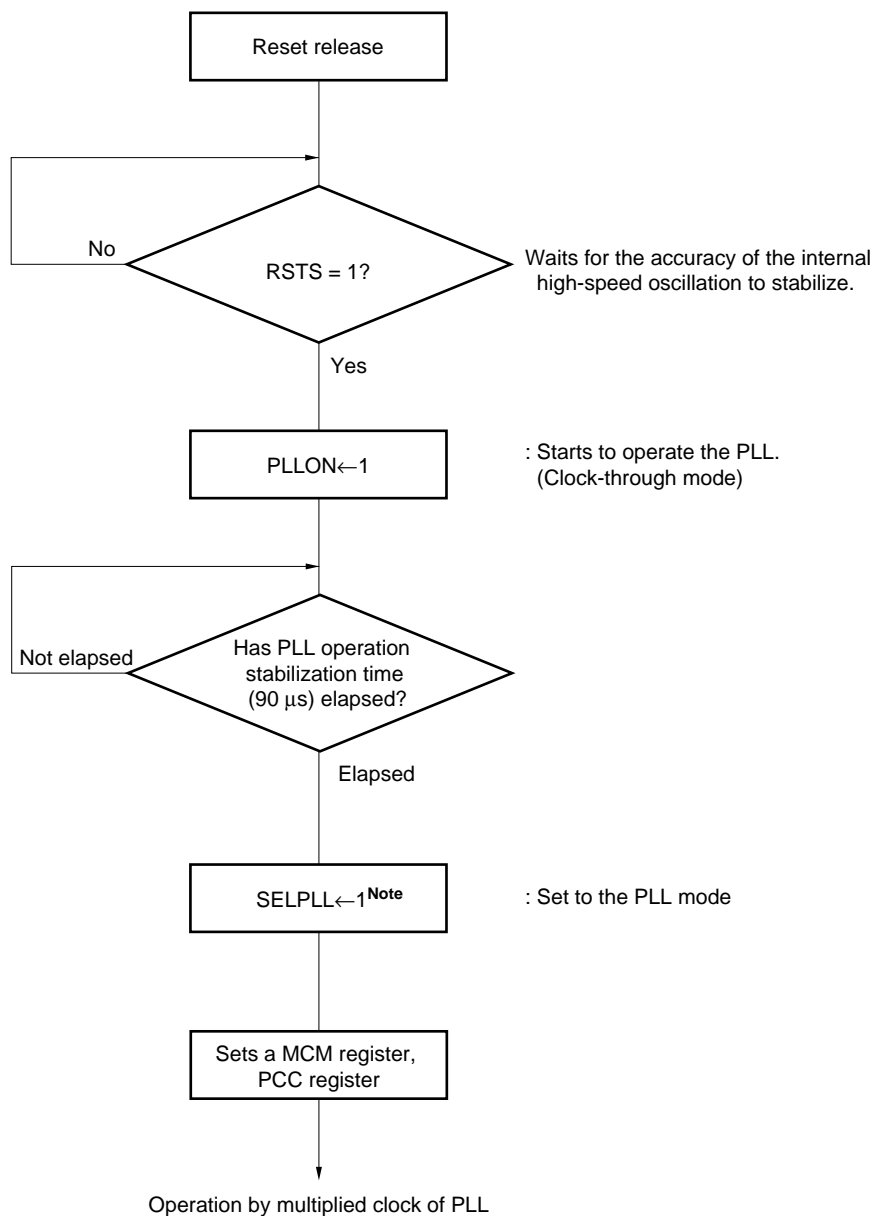 Reset release
No
RSTS = 1?
Waits for the accuracy of the internal
high-speed oscillation to stabilize.
Yes
PLLON←1
: Starts to operate the PLL.
(Clock-through mode)
Not elapsed
Has PLL operation
stabilization time
(90 μs) elapsed?
Elapsed
SELPLL←1Note
: Set to the PLL mode
Sets a MCM register,
PCC register
Operation by multiplied clock of PLL